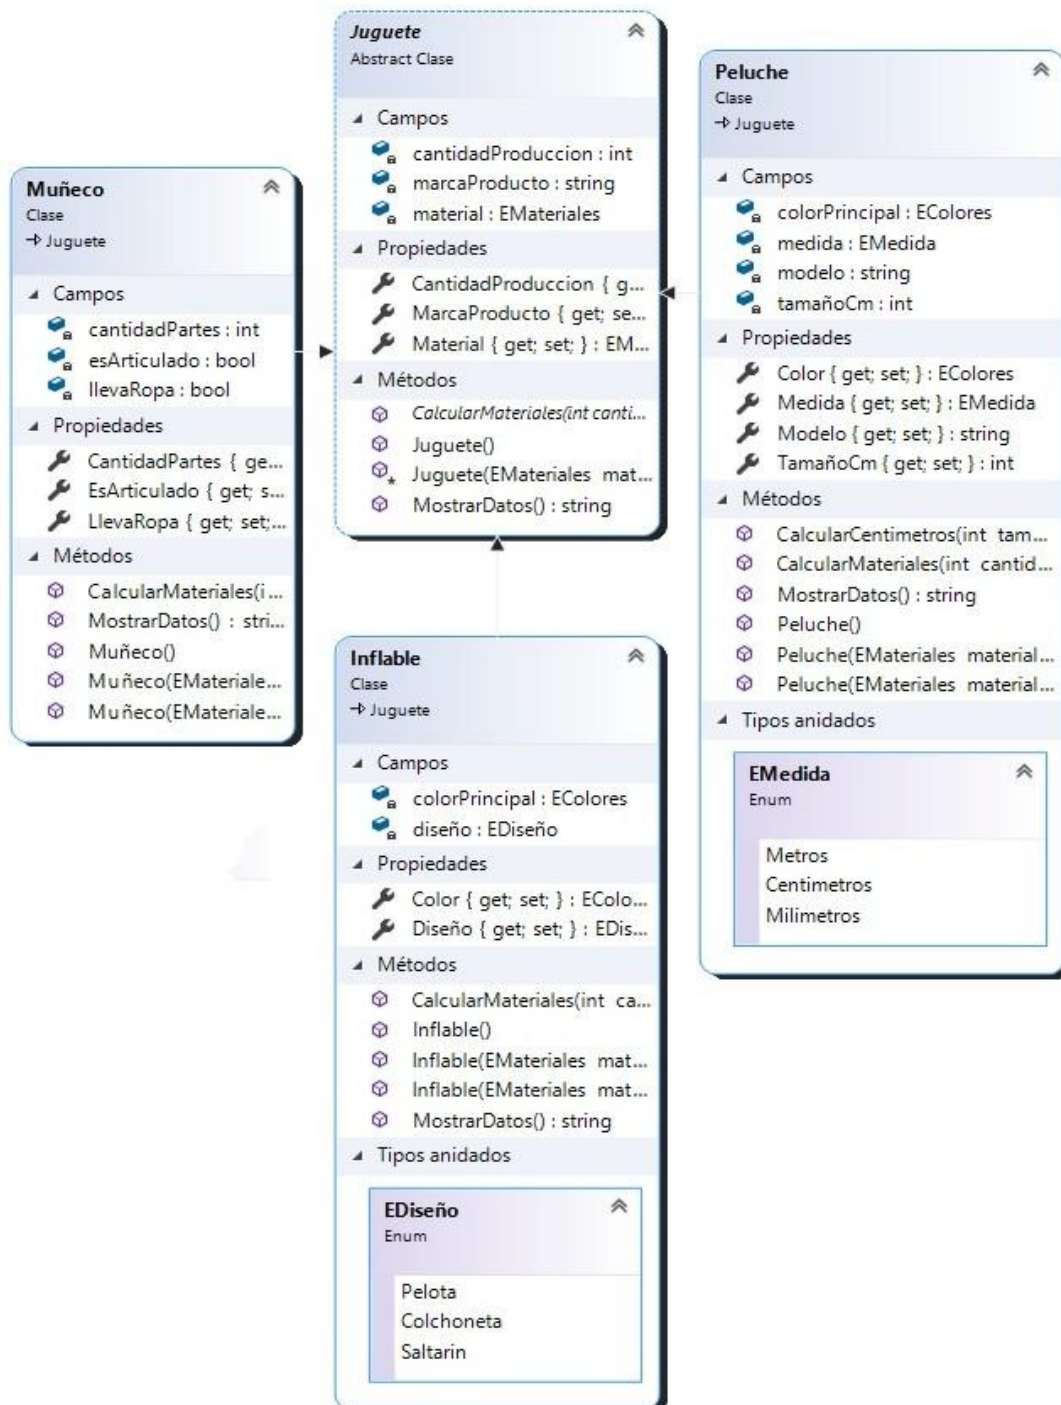 Juguete
Abstract Clase
Campos
cantidadProduccion : int
marcaProducto : string
material : EMateriales
Propiedades
CantidadProduccion { g...
MarcaProducto { get; se...
Material { get; set; } : EM...
Métodos
CalcularMateriales(int canti...
Juguete()
Juguete(EMateriales mat...
MostrarDatos() : string
Muñeco
Clase
Juguete
Campos
cantidadPartes : int
esArticulado : bool
llevaRopa : bool
Propiedades
CantidadPartes { ge...
EsArticulado { get; s...
LlevaRopa { get; set;...
Métodos
CalcularMateriales(i...
MostrarDatos() : stri...
Muñeco()
Muñeco(EMateriale...
Muñeco(EMateriale...
Peluche
Clase
Juguete
Campos
colorPrincipal : EColores
medida : EMedida
modelo : string
tamañoCm : int
Propiedades
Color { get; set; } : EColores
Medida { get; set; } : EMedida
Modelo { get; set; } : string
TamañoCm { get; set; } : int
Métodos
CalcularCentimetros(int tam...
CalcularMateriales(int cantid...
MostrarDatos() : string
Peluche()
Peluche(EMateriales material...
Peluche(EMateriales material...
Tipos anidados
EMedida
Enum
Metros
Centimetros
Milímetros
Inflable
Clase
Juguete
Campos
colorPrincipal : EColores
diseño : EDiseño
Propiedades
Color { get; set; } : EColo...
Diseño { get; set; } : EDis...
Métodos
CalcularMateriales(int ca...
Inflable()
Inflable(EMateriales mat...
Inflable(EMateriales mat...
MostrarDatos() : string
Tipos anidados
EDiseño
Enum
Pelota
Colchoneta
Saltarin